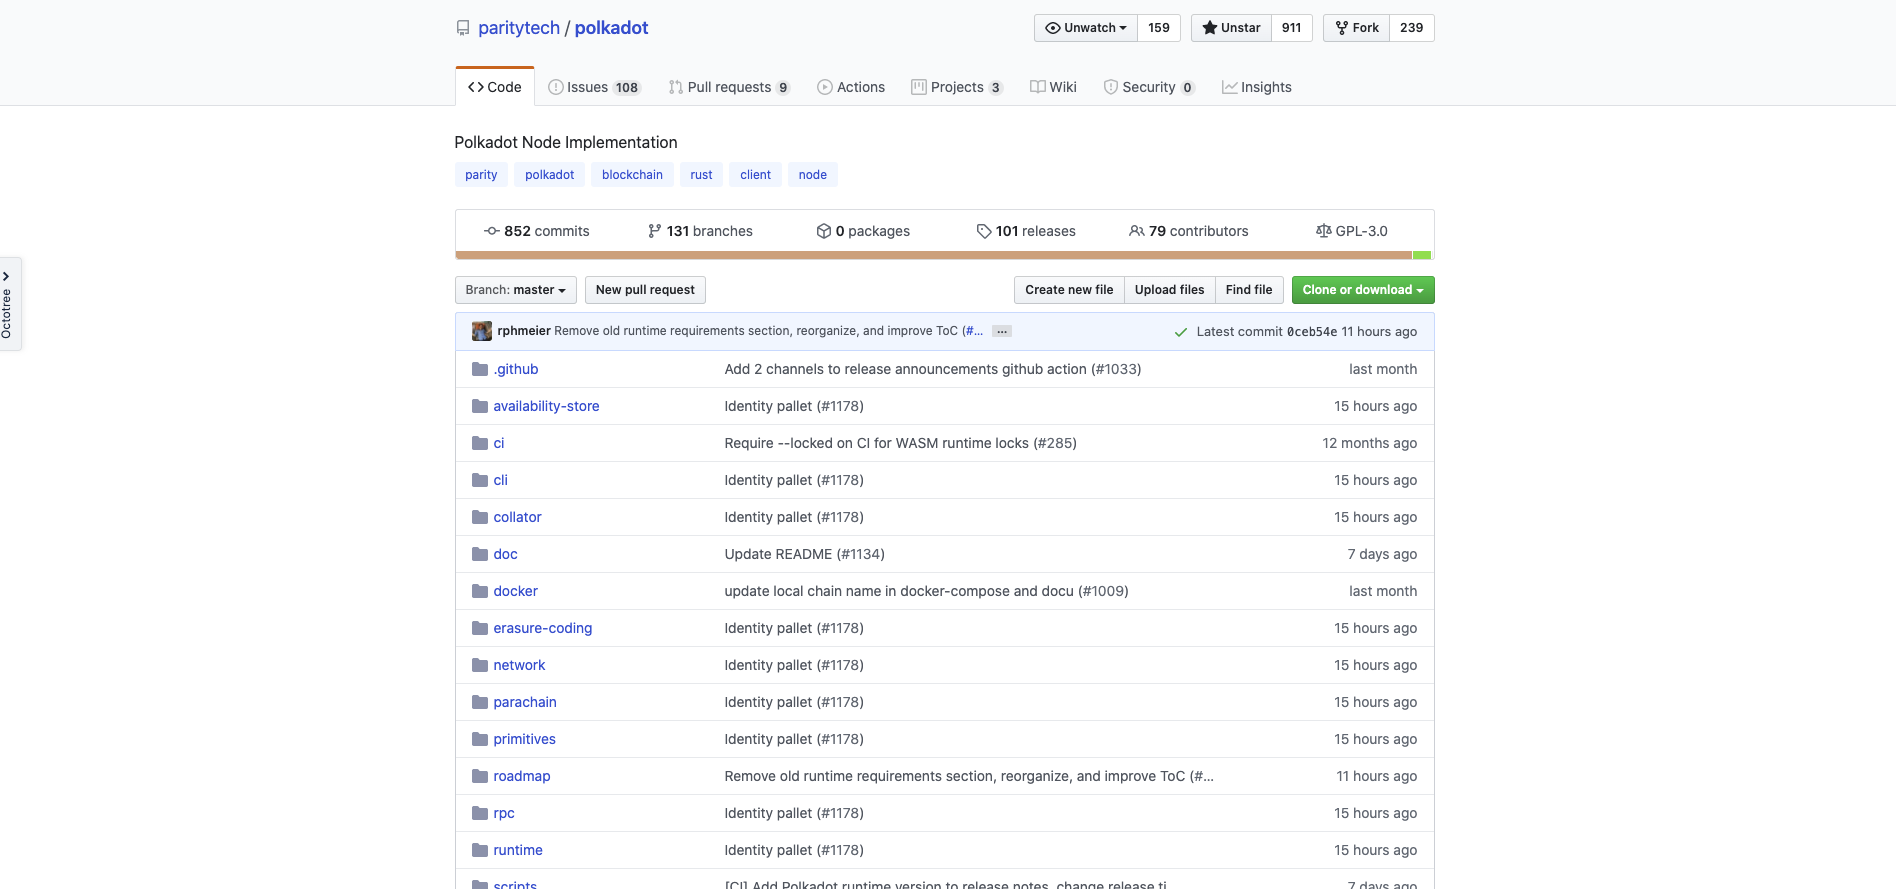 paritytech / polkadot
Unwatch 159 Unstar 911 Fork 239
Code Issues 108 Pull requests 9 Actions Projects 3 Wiki Security 0 Insights
Polkadot Node Implementation
parity polkadot blockchain rust client node
852 commits 131 branches 0 packages 101 releases 79 contributors GPL-3.0
Octotree
Branch: master New pull request Create new file Upload files Find file Clone or download
rphmeier Remove old runtime requirements section, reorganize, and improve ToC (#... ... Latest commit 0ceb54e 11 hours ago
.github Add 2 channels to release announcements github action (#1033) last month
availability-store Identity pallet (#1178) 15 hours ago
ci Require --locked on CI for WASM runtime locks (#285) 12 months ago
cli Identity pallet (#1178) 15 hours ago
collator Identity pallet (#1178) 15 hours ago
doc Update README (#1134) 7 days ago
docker update local chain name in docker-compose and docu (#1009) last month
erasure-coding Identity pallet (#1178) 15 hours ago
network Identity pallet (#1178) 15 hours ago
parachain Identity pallet (#1178) 15 hours ago
primitives Identity pallet (#1178) 15 hours ago
roadmap Remove old runtime requirements section, reorganize, and improve ToC (#... 11 hours ago
rpc Identity pallet (#1178) 15 hours ago
runtime Identity pallet (#1178) 15 hours ago
scripts [CI] Add Polkadot runtime version to release notes, change release ti... 7 days ago